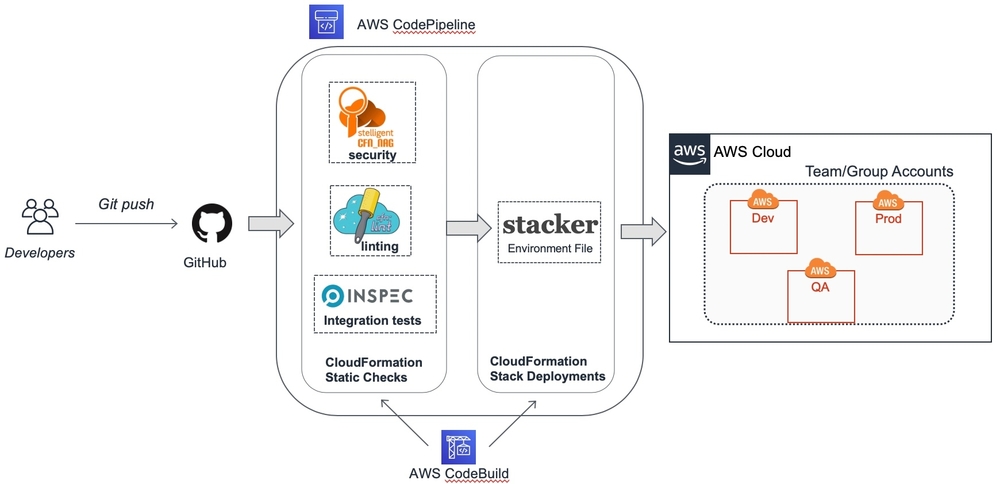 AWS CodePipeline
stelligent
CFN_NAG
security
cfn
lint
linting
INSPEC
Integration tests
CloudFormation
Static Checks
stacker
Environment File
CloudFormation
Stack Deployments
Git push
Developers
GitHub
aws
AWS Cloud
Team/Group Accounts
AWS
Dev
AWS
Prod
AWS
QA
AWS CodeBuild